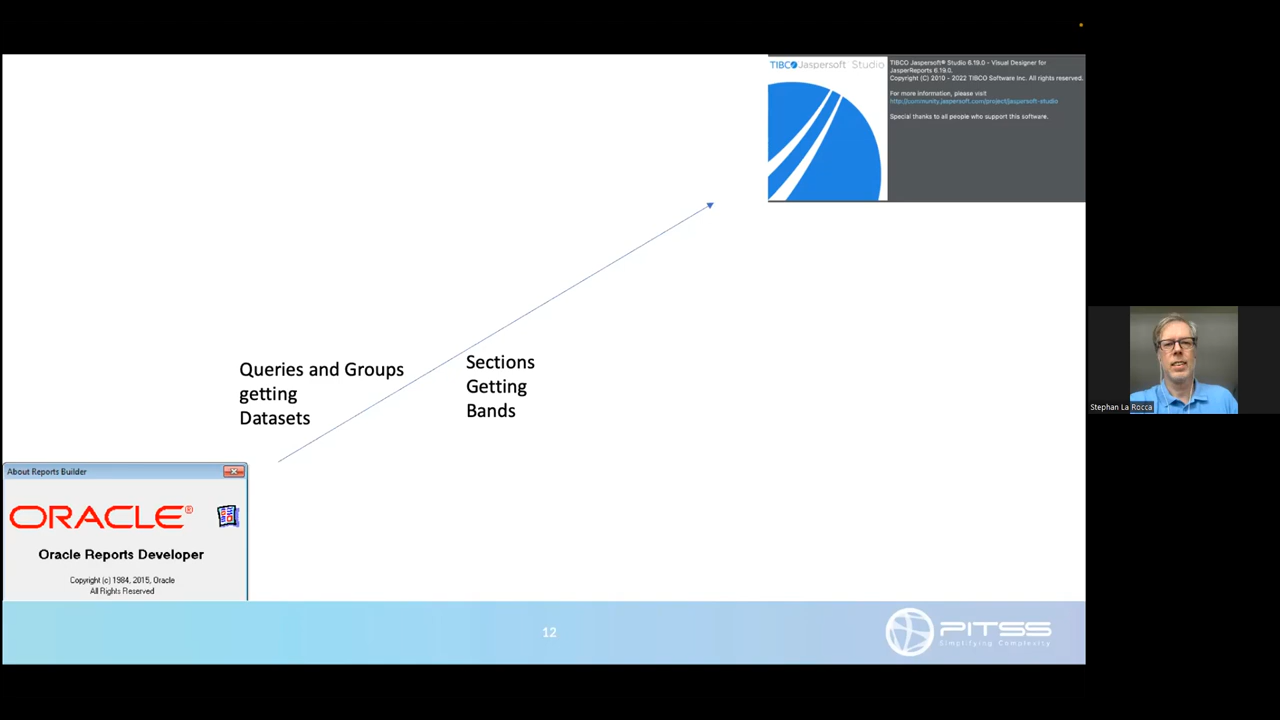 TIBCO Jaspersoft® Studio
TIBCO Jaspersoft® Studio 6.19.0 - Visual Designer for
JasperReports 6.19.0.
Copyright (C) 2010 - 2022 TIBCO Software Inc. All rights reserved.
For more information, please visit
http://community.jaspersoft.com/project/jaspersoft-studio
Special thanks to all people who support this software.
Queries and Groups
getting
Datasets
Sections
Getting
Bands
Stephan La Rocca
About Reports Builder
ORACLE®
Oracle Reports Developer
Copyright (c) 1984, 2015, Oracle
All Rights Reserved
12
PITSS
Simplifying Complexity